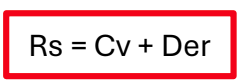 Rs = Cv + Der